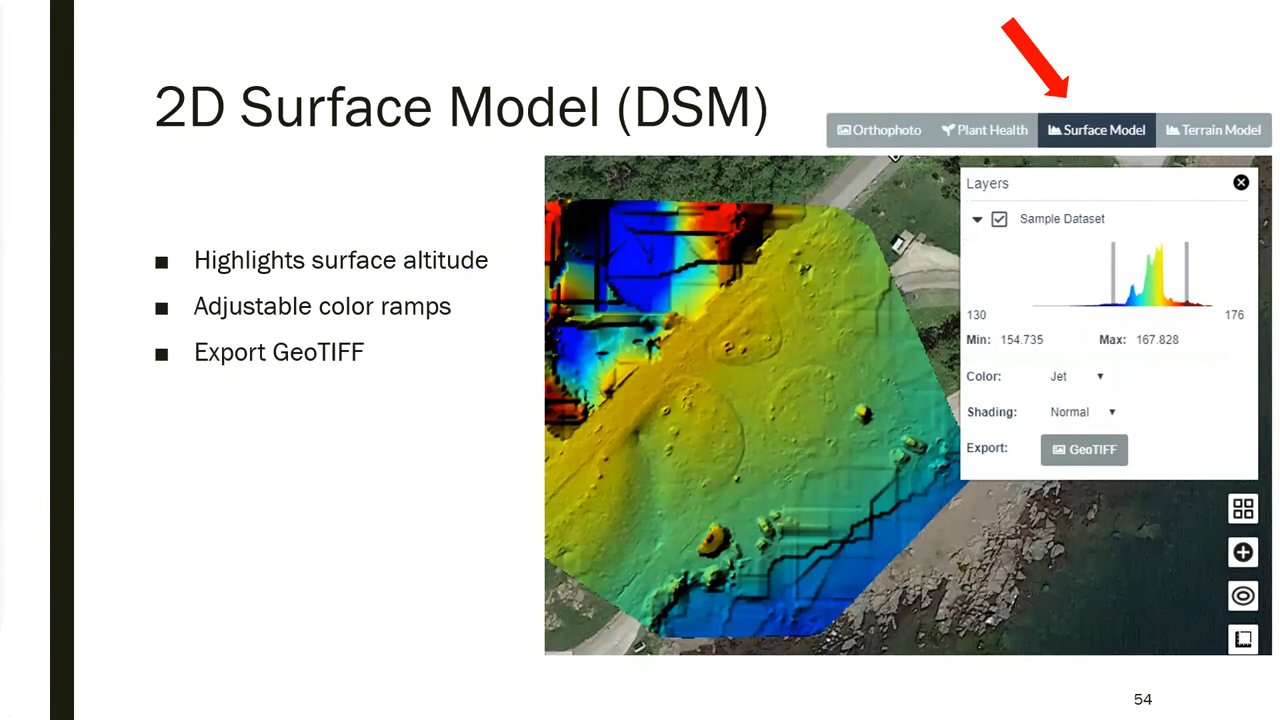 2D Surface Model (DSM)
Orthophoto Plant Health Surface Model Terrain Model
■ Highlights surface altitude
■ Adjustable color ramps
■ Export GeoTIFF
Layers
Sample Dataset
130 176
Min: 154.735 Max: 167.828
Color: Jet
Shading: Normal
Export: GeoTIFF
54